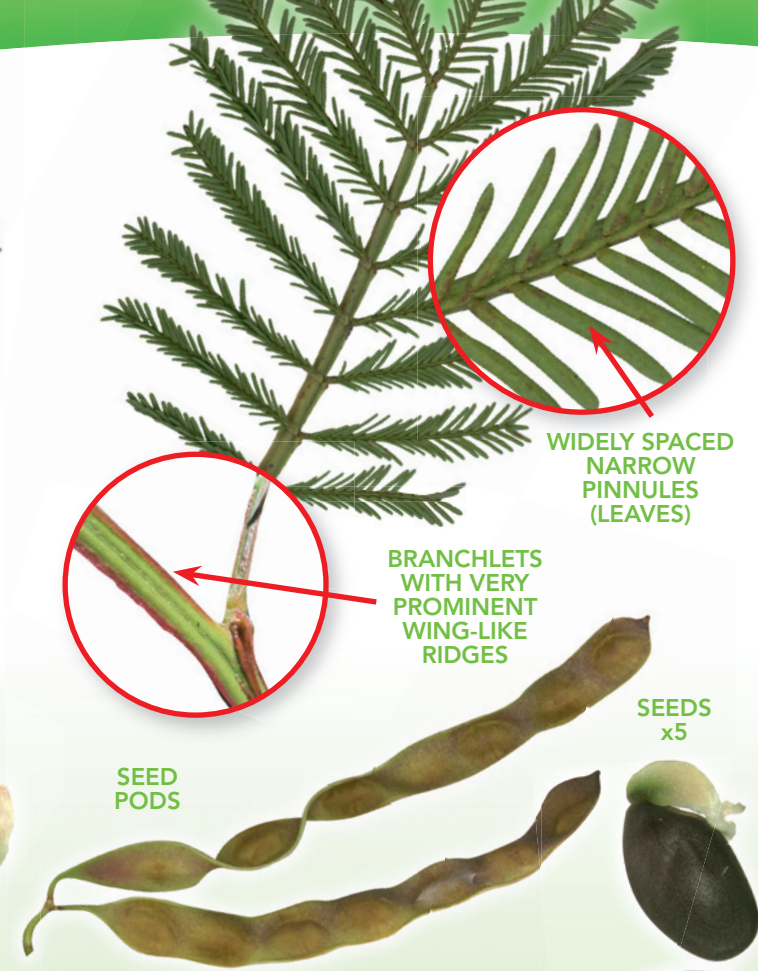 WIDELY SPACED
NARROW
PINNULES
(LEAVES)
BRANCHLETS
WITH VERY
PROMINENT
WING-LIKE
RIDGES
SEEDS
x5
SEED
PODS